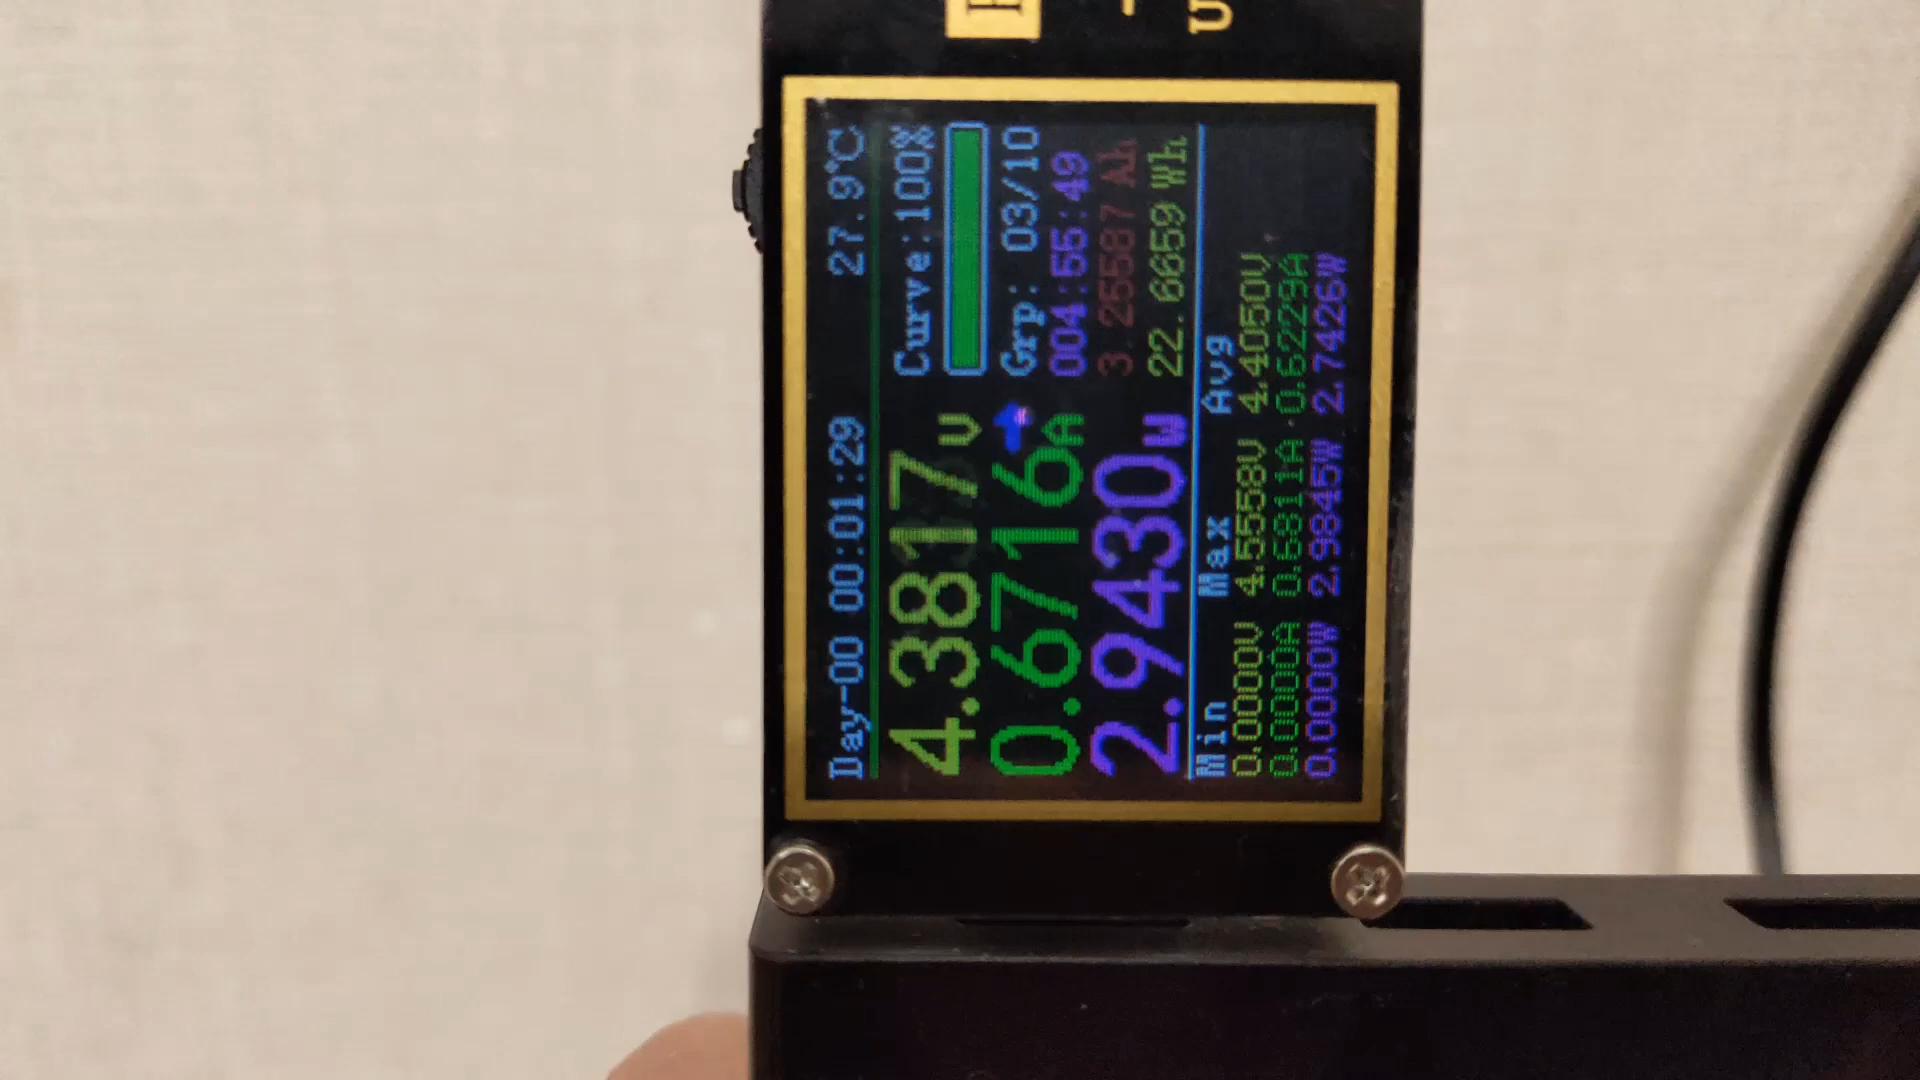 Day-00 00:01:29 27.9℃
4.3817V
0.6716A
2.9430W
Curve:100%
Grp: 03/10
004:55:49
3.25587 Ah
22.6659 Wh
Min Max Avg
0.0000V 4.5558V 4.4050V
0.0000A 0.6811A 0.6229A
0.0000W 2.9845W 2.7426W